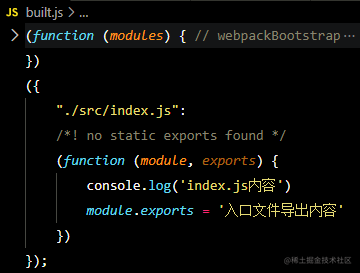 JS built.js > ...
(function (modules) { // webpackBootstrap ...
})
({
"./src/index.js":
/*! no static exports found */
(function (module, exports) {
console.log('index.js内容')
module.exports = '入口文件导出内容'
})
});
@稀土掘金技术社区